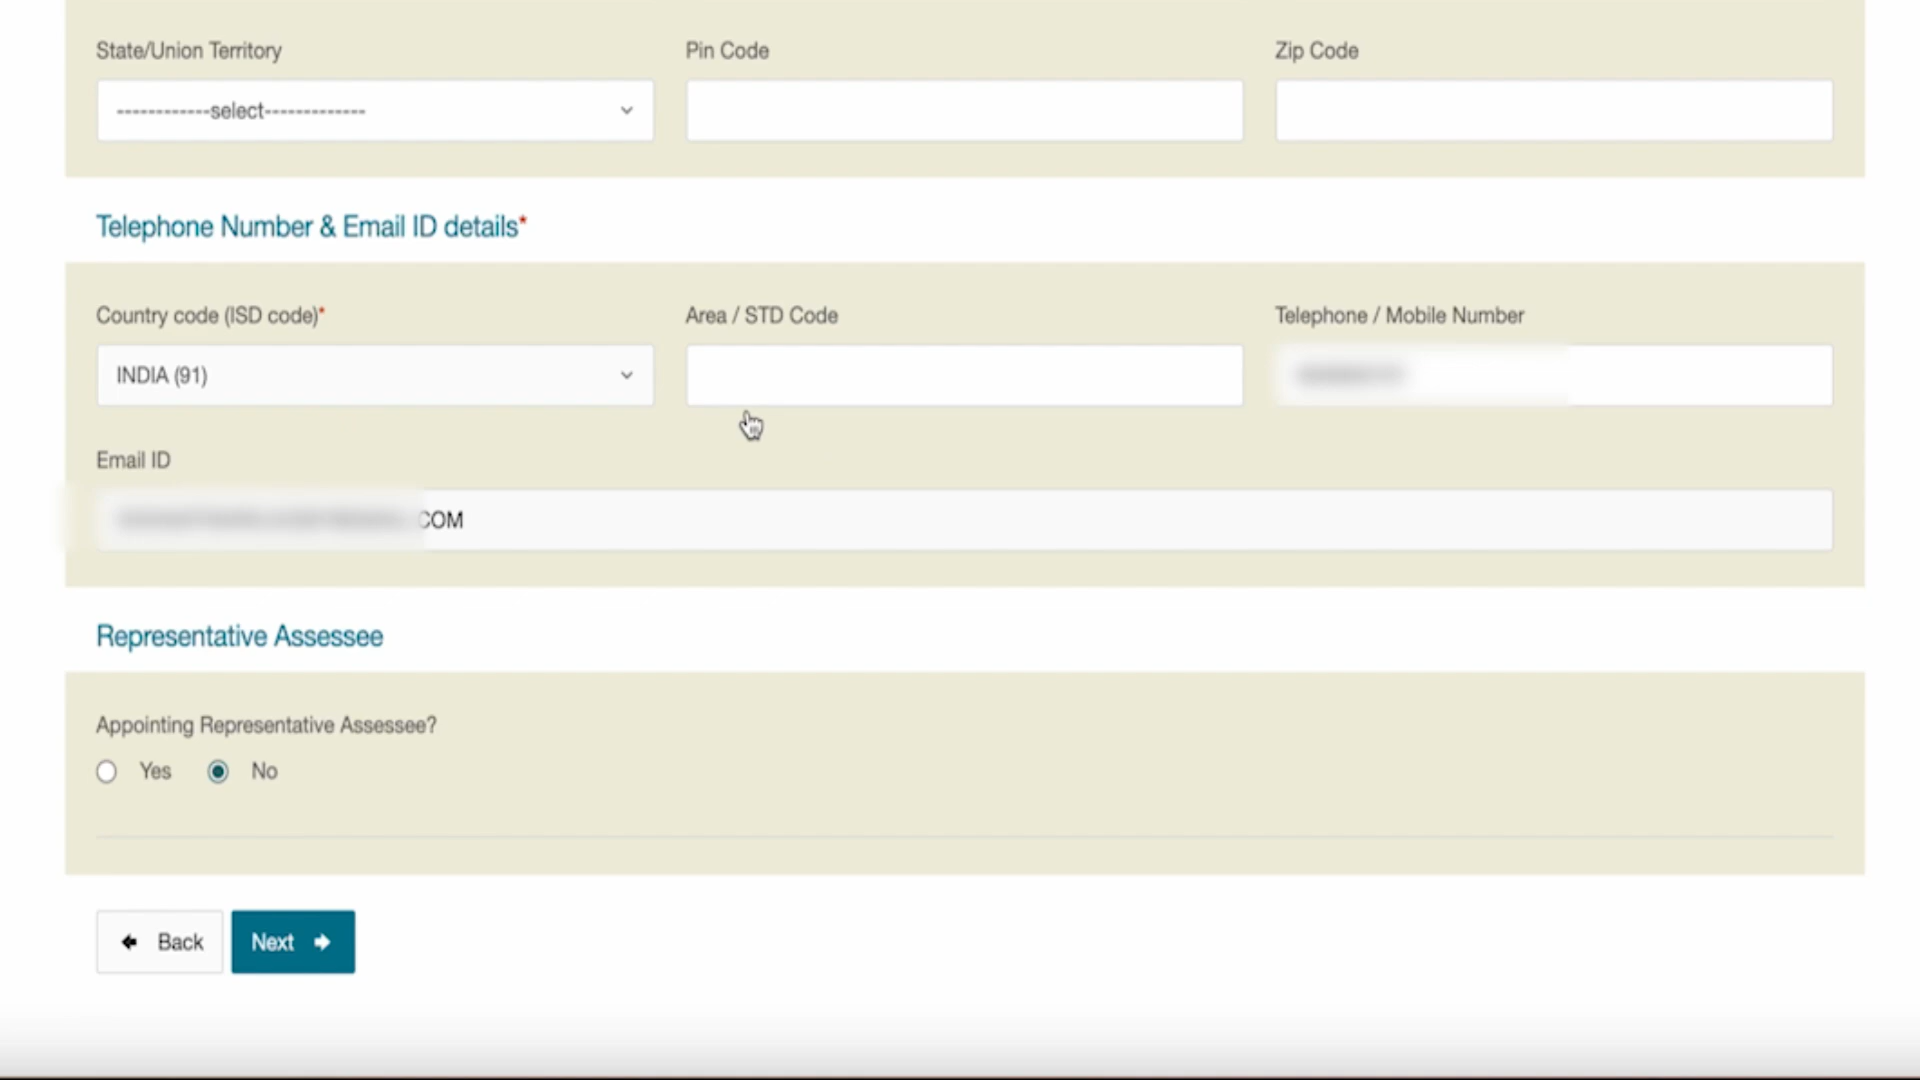 State/Union Territory
Pin Code
Zip Code
------------select-------------
Telephone Number & Email ID details*
Country code (ISD code)*
Area / STD Code
Telephone / Mobile Number
INDIA (91)
Email ID
COM
Representative Assessee
Appointing Representative Assessee?
Yes
No
Back
Next